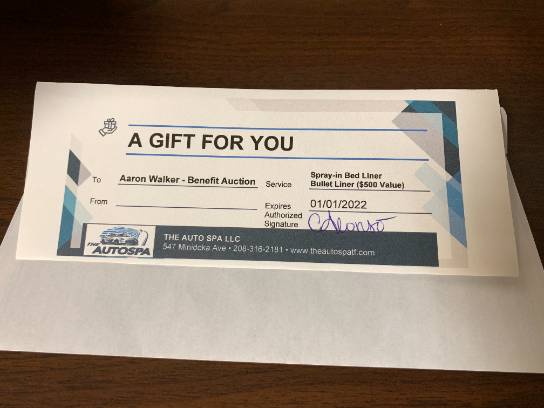 A GIFT FOR YOU
To Aaron Walker - Benefit Auction
From
Service Spray-in Bed Liner
Bullet Liner ($500 Value)
Expires 01/01/2022
Authorized
Signature C Alonso
THE AUTOSPA
THE AUTO SPA LLC
547 Minidoka Ave • 208-316-2191 • www.theautospatf.com